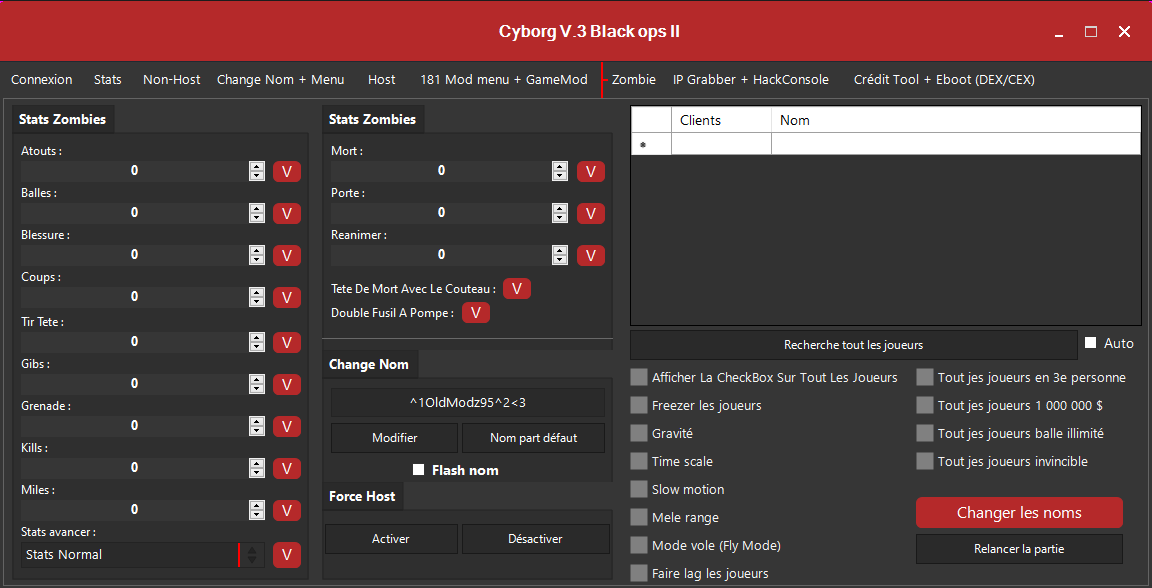 Cyborg V.3 Black ops II
Connexion Stats Non-Host Change Nom + Menu Host 181 Mod menu + GameMod Zombie IP Grabber + HackConsole Crédit Tool + Eboot (DEX/CEX)
Stats Zombies
Atouts :
0 V
Balles :
0 V
Blessure :
0 V
Coups :
0 V
Tir Tete :
0 V
Gibs :
0 V
Grenade :
0 V
Kills :
0 V
Miles :
0 V
Stats avancer :
Stats Normal V
Stats Zombies
Mort :
0 V
Porte :
0 V
Reanimer :
0 V
Tete De Mort Avec Le Couteau : V
Double Fusil A Pompe : V
Change Nom
^1OldModz95^2<3
Modifier Nom part défaut
Flash nom
Force Host
Activer Désactiver
Clients Nom
Recherche tout les joueurs Auto
Afficher La CheckBox Sur Tout Les Joueurs
Freezer les joueurs
Gravité
Time scale
Slow motion
Mele range
Mode vole (Fly Mode)
Faire lag les joueurs
Tout jes joueurs en 3e personne
Tout jes joueurs 1 000 000 $
Tout jes joueurs balle illimité
Tout jes joueurs invincible
Changer les noms
Relancer la partie